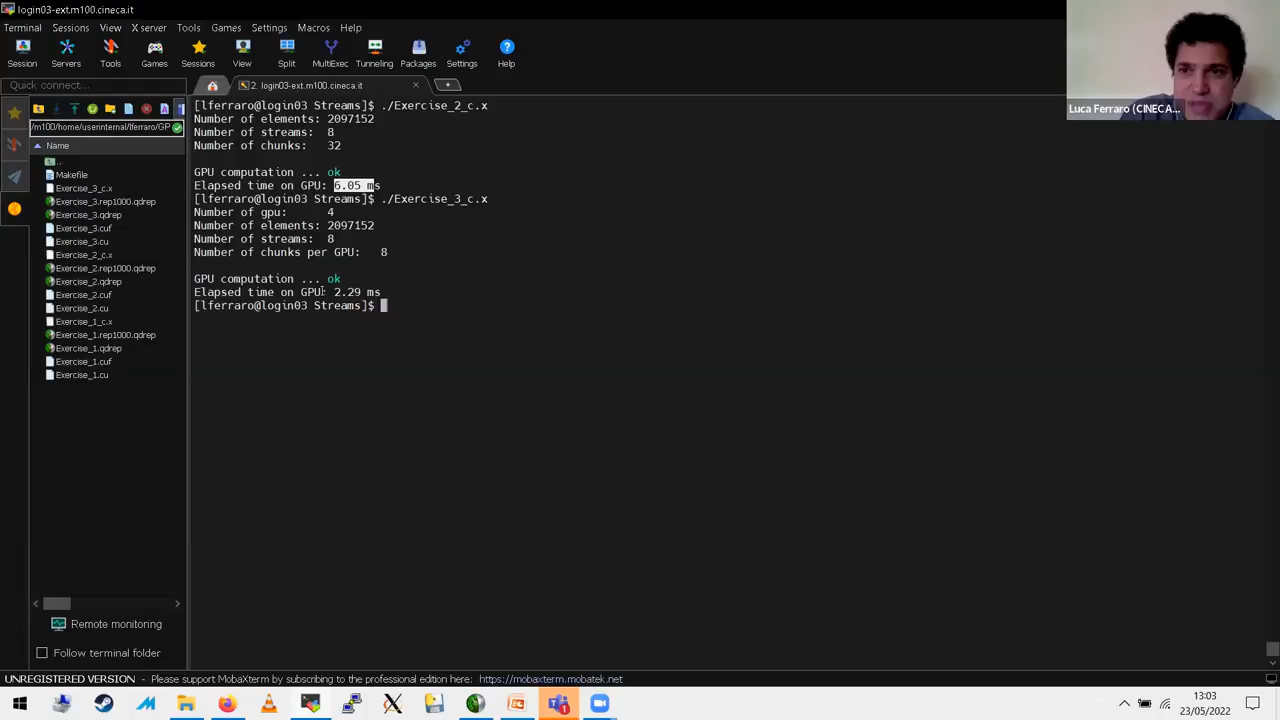 login03-ext.m100.cineca.it
Terminal Sessions View X server Tools Games Settings Macros Help
Session Servers Tools Games Sessions View Split MultiExec Tunneling Packages Settings Help
Quick connect...
2. login03-ext.m100.cineca.it
/m100/home/userinternal/lferraro/GP
Name
..
Makefile
Exercise_3_c.x
Exercise_3.rep1000.qdrep
Exercise_3.qdrep
Exercise_3.cuf
Exercise_3.cu
Exercise_2_c.x
Exercise_2.rep1000.qdrep
Exercise_2.qdrep
Exercise_2.cuf
Exercise_2.cu
Exercise_1_c.x
Exercise_1.rep1000.qdrep
Exercise_1.qdrep
Exercise_1.cuf
Exercise_1.cu
Remote monitoring
Follow terminal folder
[lferraro@login03 Streams]$ ./Exercise_2_c.x
Number of elements: 2097152
Number of streams: 8
Number of chunks: 32
GPU computation ... ok
Elapsed time on GPU: 6.05 ms
[lferraro@login03 Streams]$ ./Exercise_3_c.x
Number of gpu: 4
Number of elements: 2097152
Number of streams: 8
Number of chunks per GPU: 8
GPU computation ... ok
Elapsed time on GPU: 2.29 ms
[lferraro@login03 Streams]$
Luca Ferraro (CINECA...
UNREGISTERED VERSION - Please support MobaXterm by subscribing to the professional edition here: https://mobaxterm.mobatek.net
13:03
23/05/2022